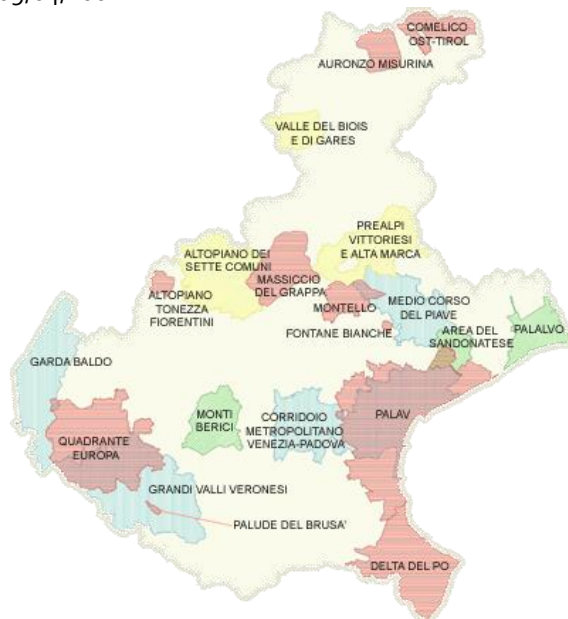 COMELICO
OST-TIROL
AURONZO MISURINA
VALLE DEL BIOIS
E DI GARES
PREALPI
VITTORIESI
E ALTA MARCA
ALTOPIANO DEI
SETTE COMUNI
MASSICCIO
DEL GRAPPA
ALTOPIANO
TONEZZA
FIORENTINI
MONTELLO
MEDIO CORSO
DEL PIAVE
PALALVO
FONTANE BIANCHE
AREA DEL
SANDONATESE
GARDA BALDO
MONTI
BERICI
CORRIDOIO
METROPOLITANO
VENEZIA-PADOVA
PALAV
QUADRANTE
EUROPA
GRANDI VALLI VERONESI
PALUDE DEL BRUSA'
DELTA DEL PO